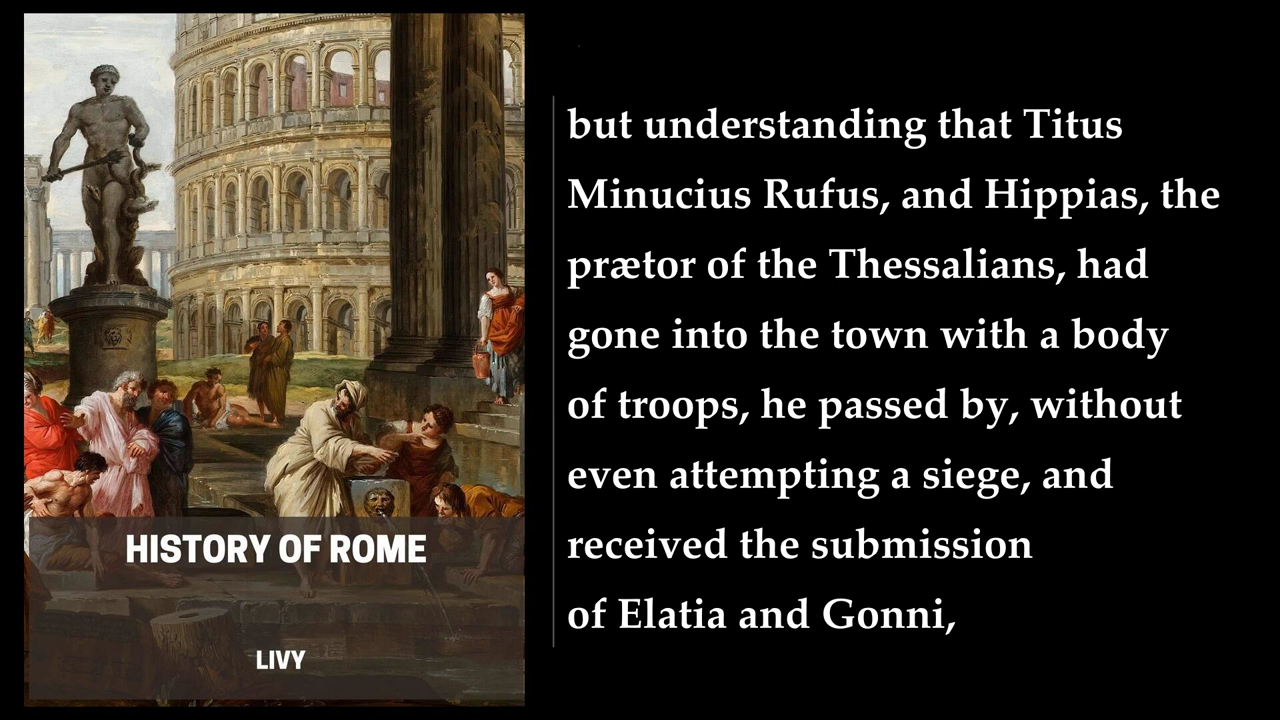 HISTORY OF ROME
LIVY
but understanding that Titus
Minucius Rufus, and Hippias, the
prætor of the Thessalians, had
gone into the town with a body
of troops, he passed by, without
even attempting a siege, and
received the submission
of Elatia and Gonni,